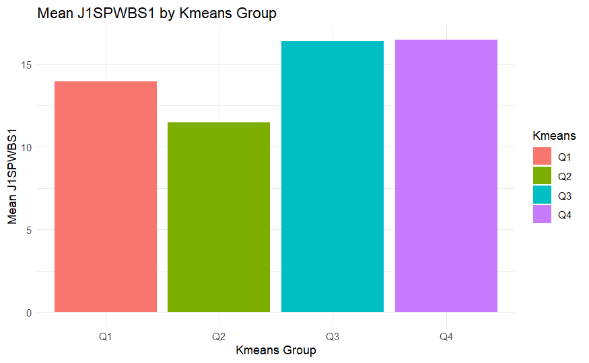 Mean J1SPWBS1 by Kmeans Group
Mean J1SPWBS1
15
10
5
0
Q1 Q2 Q3 Q4
Kmeans Group
Kmeans
Q1
Q2
Q3
Q4